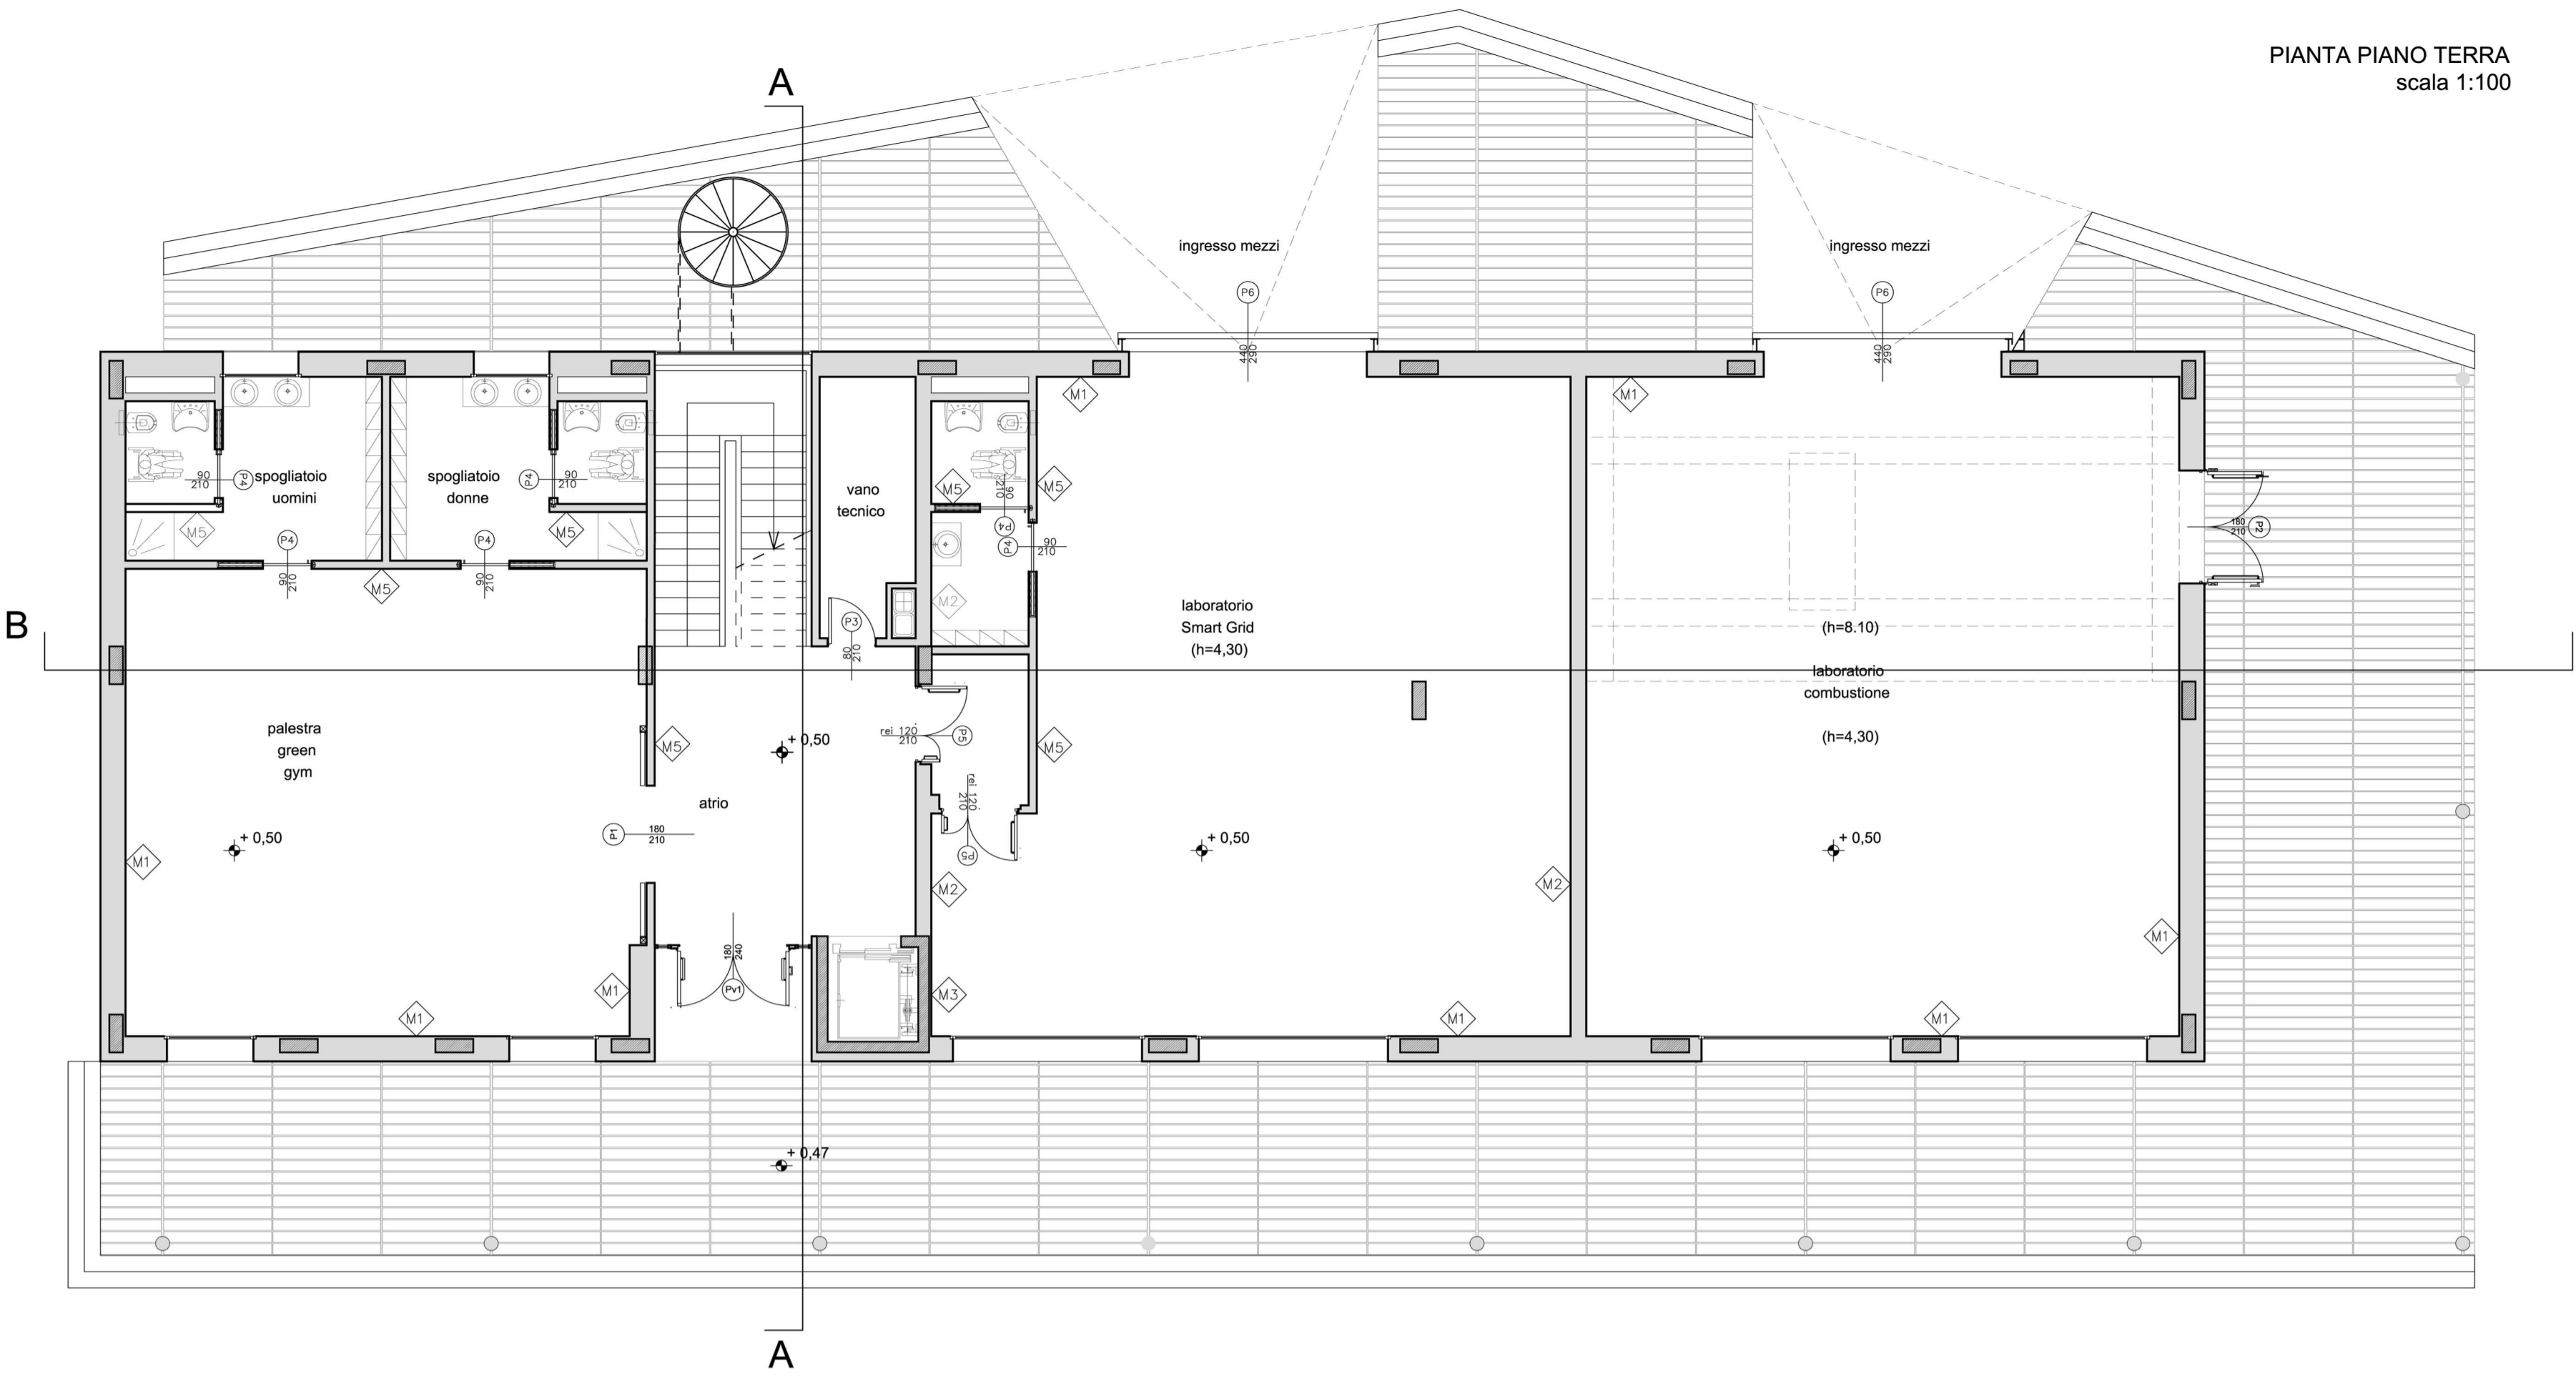 PIANTA PIANO TERRA
scala 1:100
A
ingresso mezzi
ingresso mezzi
P6
P6
440
290
440
290
M1
M1
spogliatoio
uomini
90
210
P4
spogliatoio
donne
P4
90
210
vano
tecnico
M5
M5
90
210
P4
P4
90
210
180
210
P2
M5
M5
P4
P4
90
210
90
210
M5
M2
P3
80
210
laboratorio
Smart Grid
(h=4,30)
(h=8.10)
B
laboratorio
combustione
(h=4,30)
palestra
green
gym
M5
+ 0,50
rei 120
210
P5
M5
rei 120
210
P5
atrio
P1
180
210
+ 0,50
+ 0,50
+ 0,50
M1
M2
M2
M1
180
240
Pv1
M1
M3
M1
M1
M1
+ 0,47
A